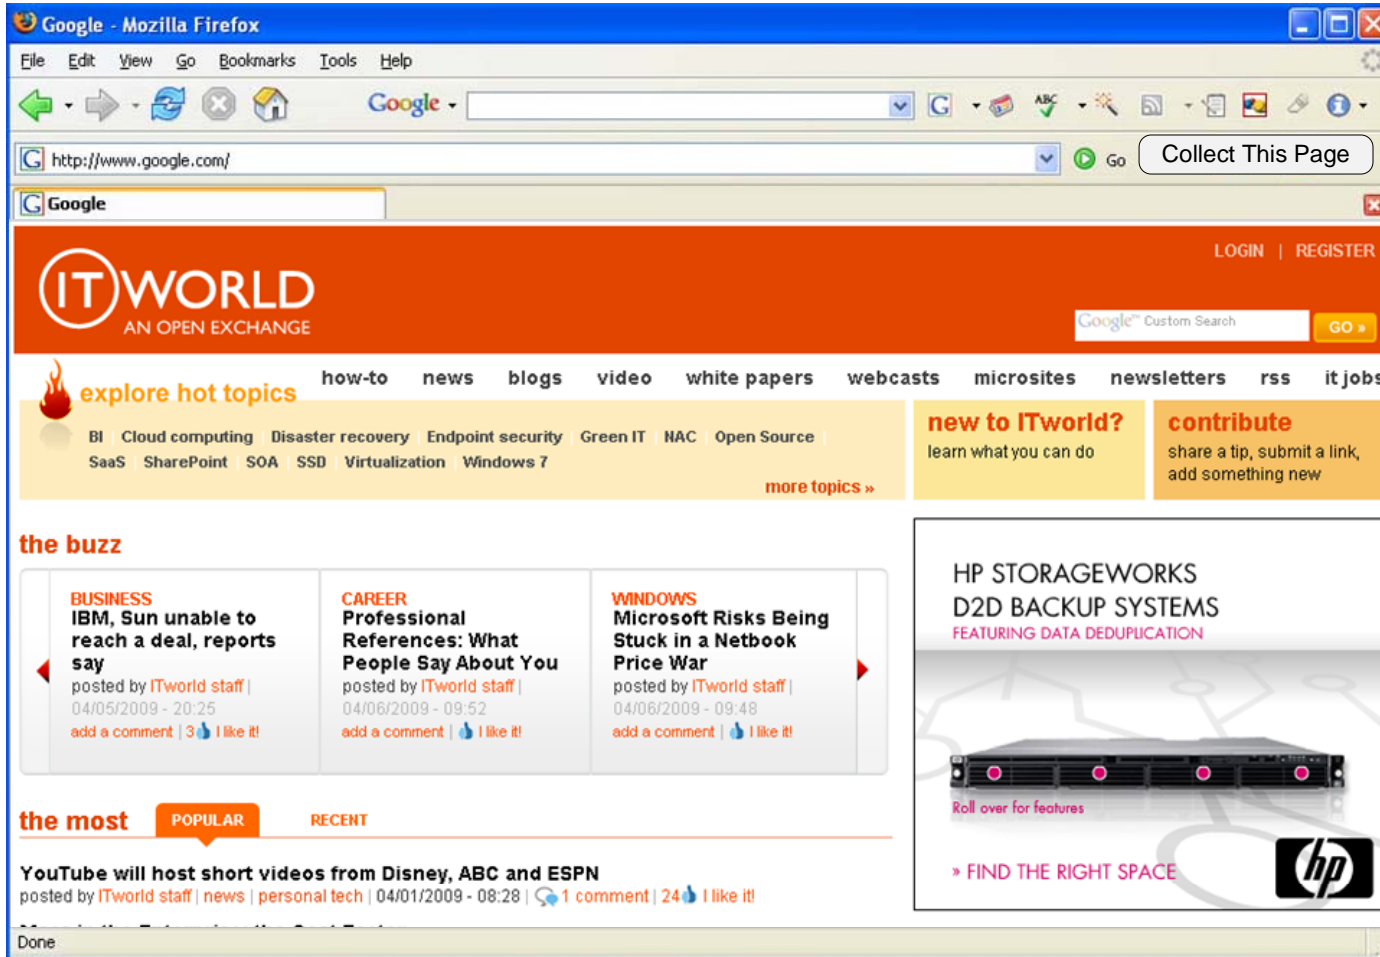 Google - Mozilla Firefox
File Edit View Go Bookmarks Tools Help
Google
ABC
http://www.google.com/
Go
Collect This Page
Google
LOGIN | REGISTER
IT WORLD
AN OPEN EXCHANGE
Google™ Custom Search
GO »
explore hot topics
how-to news blogs video white papers webcasts microsites newsletters rss it jobs
BI Cloud computing Disaster recovery Endpoint security Green IT NAC Open Source
SaaS SharePoint SOA SSD Virtualization Windows 7
more topics »
new to ITworld?
learn what you can do
contribute
share a tip, submit a link,
add something new
the buzz
BUSINESS
IBM, Sun unable to
reach a deal, reports
say
posted by ITworld staff |
04/05/2009 - 20:25
add a comment | 3 I like it!
CAREER
Professional
References: What
People Say About You
posted by ITworld staff |
04/06/2009 - 09:52
add a comment | I like it!
WINDOWS
Microsoft Risks Being
Stuck in a Netbook
Price War
posted by ITworld staff |
04/06/2009 - 09:48
add a comment | I like it!
HP STORAGEWORKS
D2D BACKUP SYSTEMS
FEATURING DATA DEDUPLICATION
Roll over for features
» FIND THE RIGHT SPACE
hp
the most POPULAR RECENT
YouTube will host short videos from Disney, ABC and ESPN
posted by ITworld staff | news | personal tech | 04/01/2009 - 08:28 | 1 comment | 24 I like it!
Done